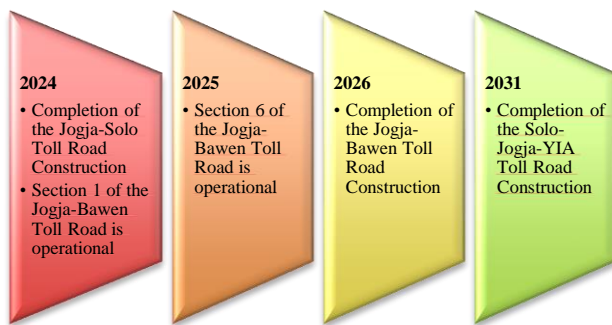 2024
• Completion of
the Jogja-Solo
Toll Road
Construction
• Section 1 of the
Jogja-Bawen
Toll Road is
operational
2025
• Section 6 of
the Jogja-
Bawen Toll
Road is
operational
2026
• Completion of
the Jogja-
Bawen Toll
Road
Construction
2031
• Completion of
the Solo-
Jogja-YIA
Toll Road
Construction